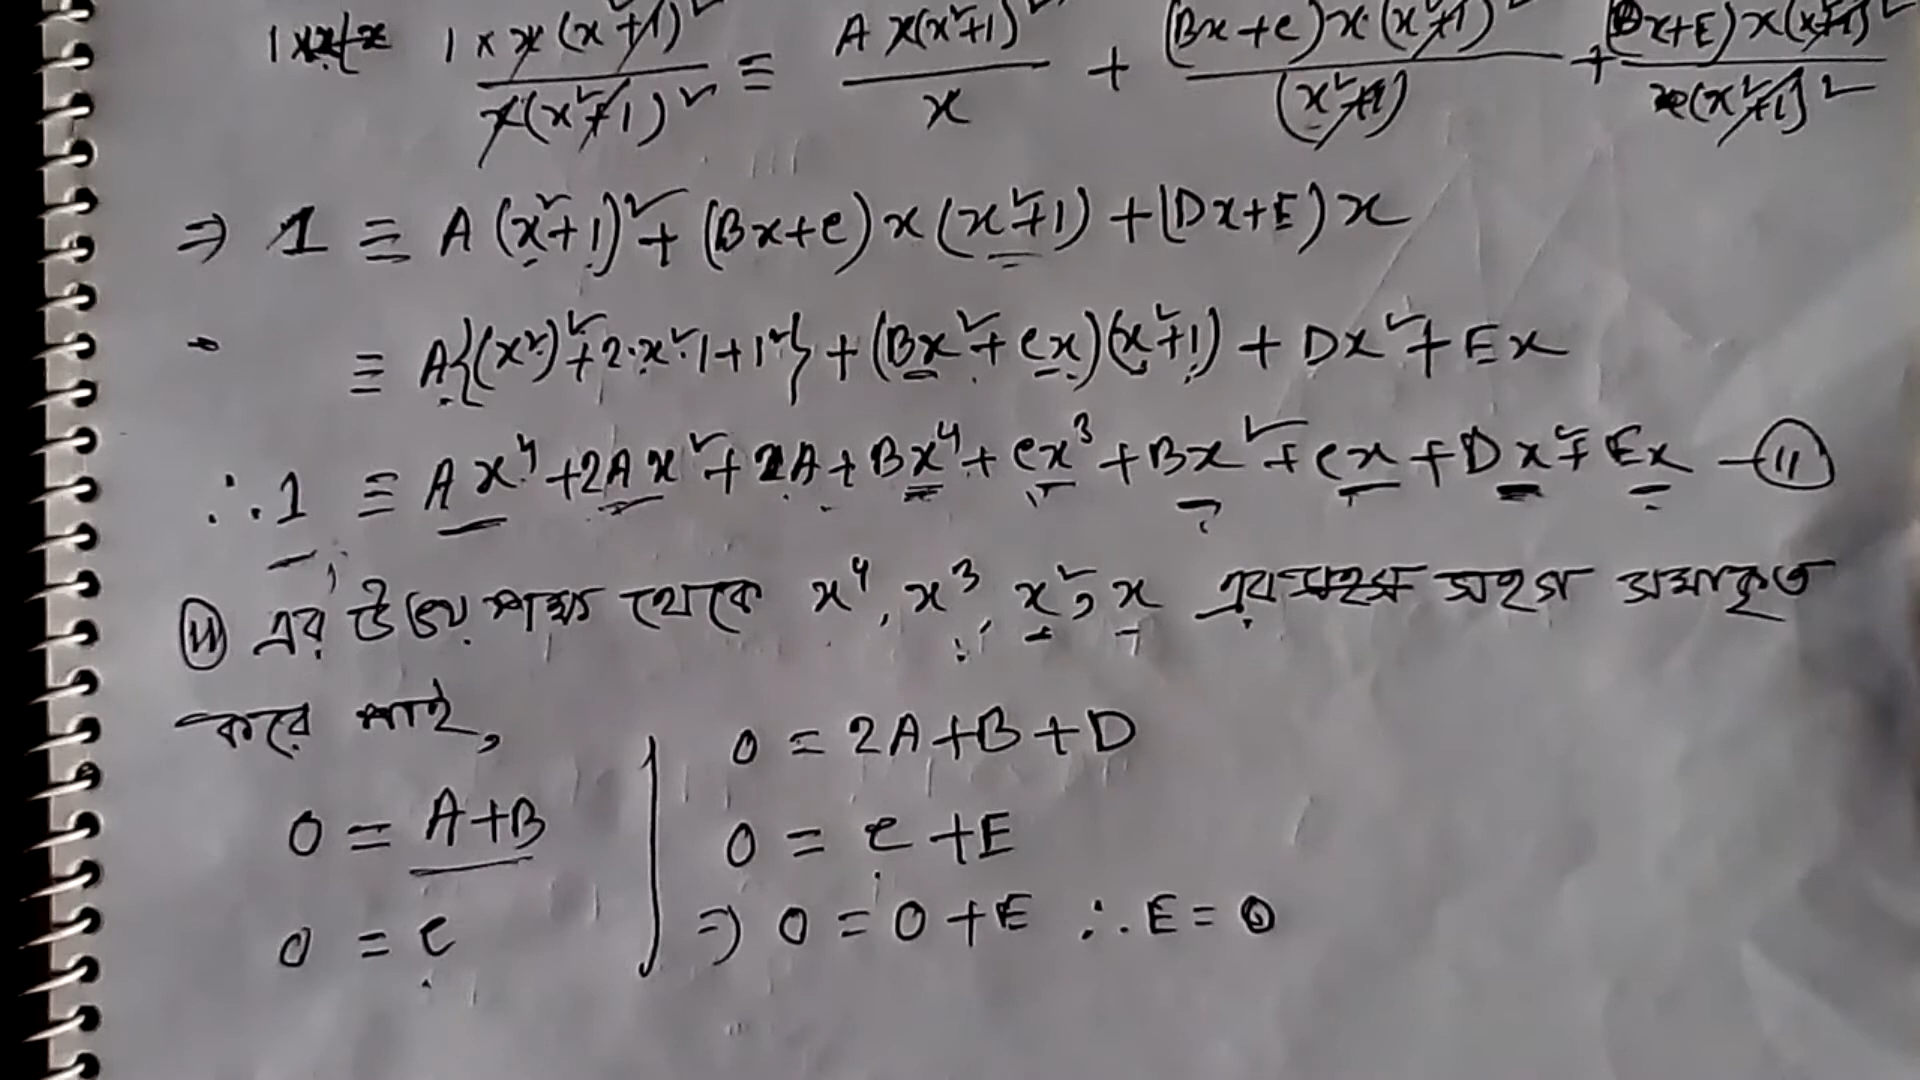 1 × x(x²+1)² / x(x²+1)² ≡ A x(x²+1)² / x + (Bx+c)x(x²+1)² / (x²+1) + (Dx+E)x(x²+1)² / (x²+1)²
⇒ 1 ≡ A(x²+1)² + (Bx+c)x(x²+1) + (Dx+E)x
≡ A{(x²)²+2·x²·1+1²} + (Bx²+cx)(x²+1) + Dx²+Ex
∴ 1 ≡ Ax⁴+2Ax²+A+Bx⁴+cx³+Bx²+cx+Dx²+Ex —(ii)
(ii) এর উভয় পক্ষ থেকে x⁴, x³, x², x এর সহগ সমীকৃত
করে পাই,
0 = A+B
0 = c
0 = 2A+B+D
0 = c+E
⇒ 0 = 0+E ∴ E = 0